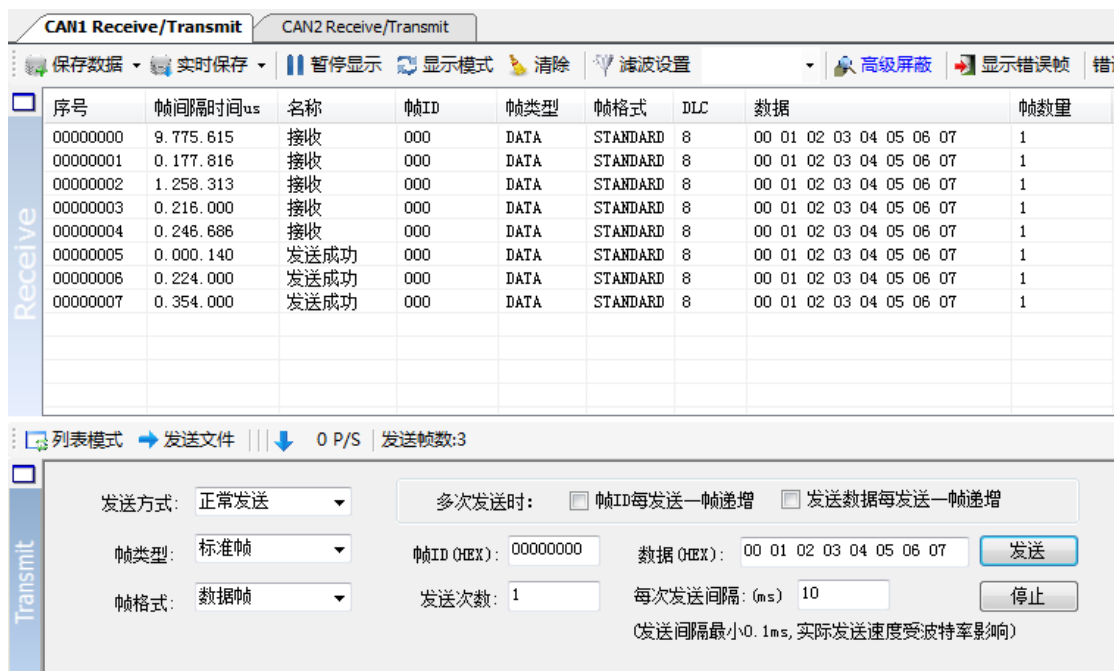 CAN1 Receive/Transmit CAN2 Receive/Transmit
保存数据 实时保存 暂停显示 显示模式 清除 滤波设置 高级屏蔽 显示错误帧
序号 帧间隔时间us 名称 帧ID 帧类型 帧格式 DLC 数据 帧数量
00000000 9.775.615 接收 000 DATA STANDARD 8 00 01 02 03 04 05 06 07 1
00000001 0.177.816 接收 000 DATA STANDARD 8 00 01 02 03 04 05 06 07 1
00000002 1.258.313 接收 000 DATA STANDARD 8 00 01 02 03 04 05 06 07 1
00000003 0.216.000 接收 000 DATA STANDARD 8 00 01 02 03 04 05 06 07 1
00000004 0.246.686 接收 000 DATA STANDARD 8 00 01 02 03 04 05 06 07 1
00000005 0.000.140 发送成功 000 DATA STANDARD 8 00 01 02 03 04 05 06 07 1
00000006 0.224.000 发送成功 000 DATA STANDARD 8 00 01 02 03 04 05 06 07 1
00000007 0.354.000 发送成功 000 DATA STANDARD 8 00 01 02 03 04 05 06 07 1
Receive
列表模式 发送文件 0 P/S 发送帧数:3
发送方式: 正常发送 多次发送时: 帧ID每发送一帧递增 发送数据每发送一帧递增
帧类型: 标准帧 帧ID(HEX): 00000000 数据(HEX): 00 01 02 03 04 05 06 07 发送
帧格式: 数据帧 发送次数: 1 每次发送间隔:(ms) 10 停止
(发送间隔最小0.1ms,实际发送速度受波特率影响)
Transmit